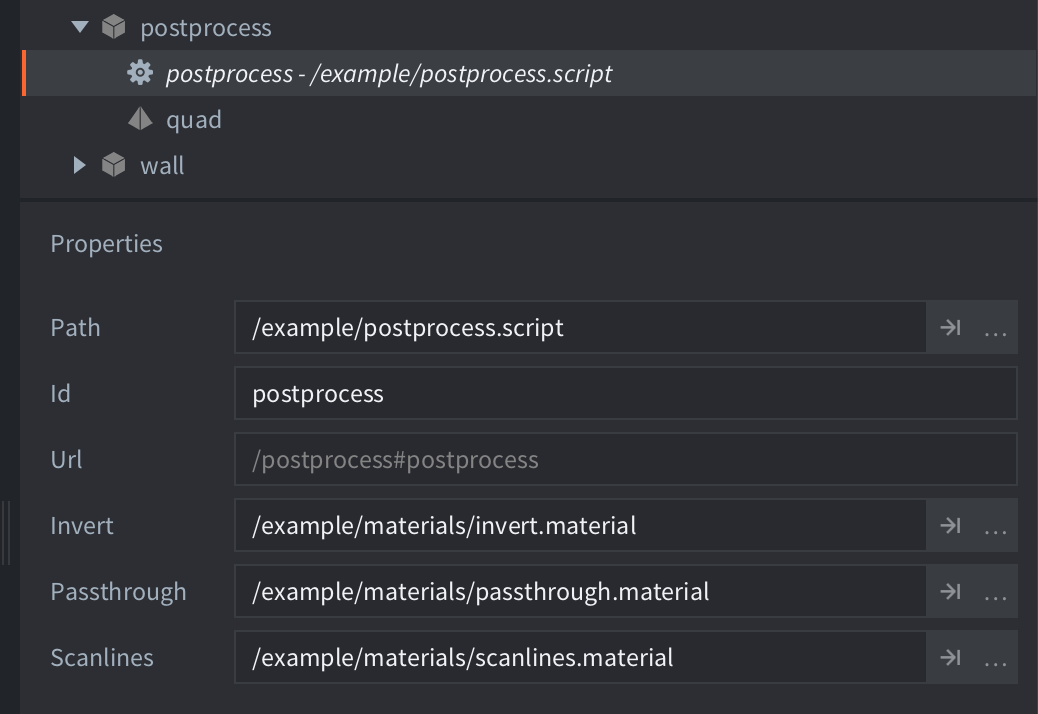 postprocess
postprocess - /example/postprocess.script
quad
wall
Properties
Path /example/postprocess.script ...
Id postprocess
Url /postprocess#postprocess
Invert /example/materials/invert.material ...
Passthrough /example/materials/passthrough.material ...
Scanlines /example/materials/scanlines.material ...